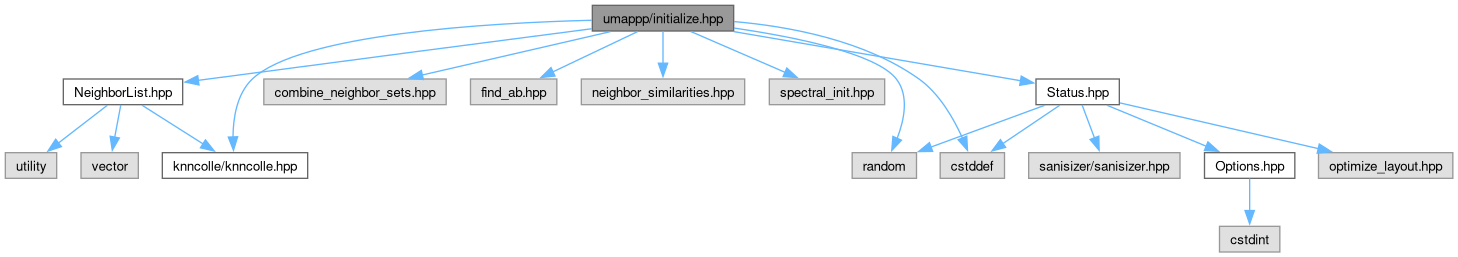 umappp/initialize.hpp
NeighborList.hpp
combine_neighbor_sets.hpp
find_ab.hpp
neighbor_similarities.hpp
spectral_init.hpp
Status.hpp
utility
vector
knncolle/knncolle.hpp
random
cstddef
sanisizer/sanisizer.hpp
Options.hpp
optimize_layout.hpp
cstdint